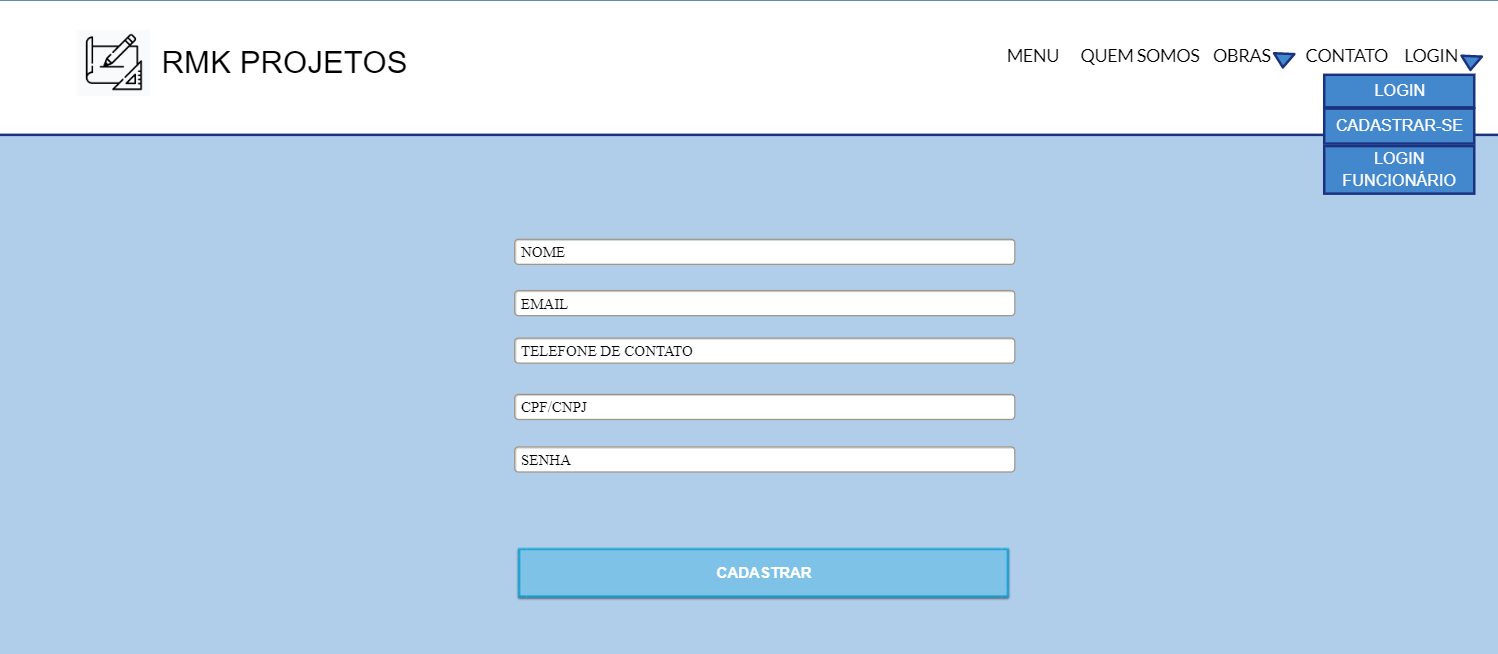 RMK PROJETOS
MENU QUEM SOMOS OBRAS CONTATO LOGIN
LOGIN
CADASTRAR-SE
LOGIN
FUNCIONÁRIO
NOME
EMAIL
TELEFONE DE CONTATO
CPF/CNPJ
SENHA
CADASTRAR